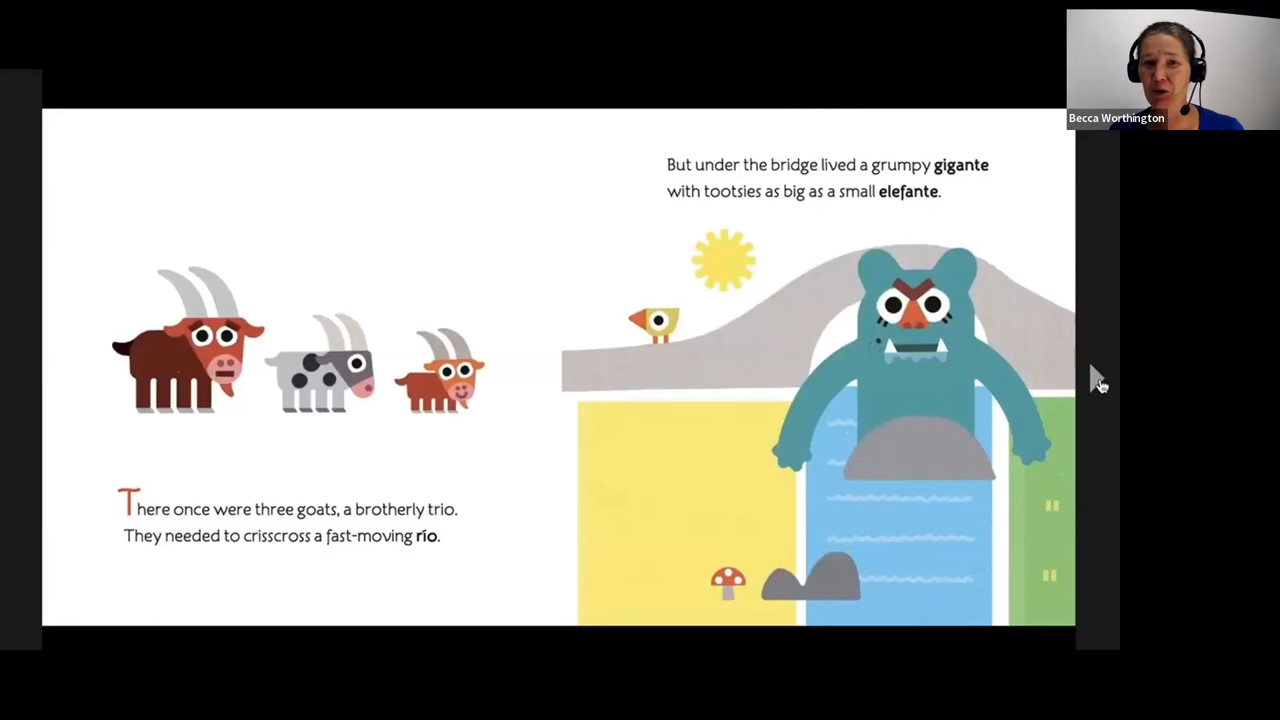 Becca Worthington
There once were three goats, a brotherly trio.
They needed to crisscross a fast-moving río.
But under the bridge lived a grumpy gigante
with tootsies as big as a small elefante.